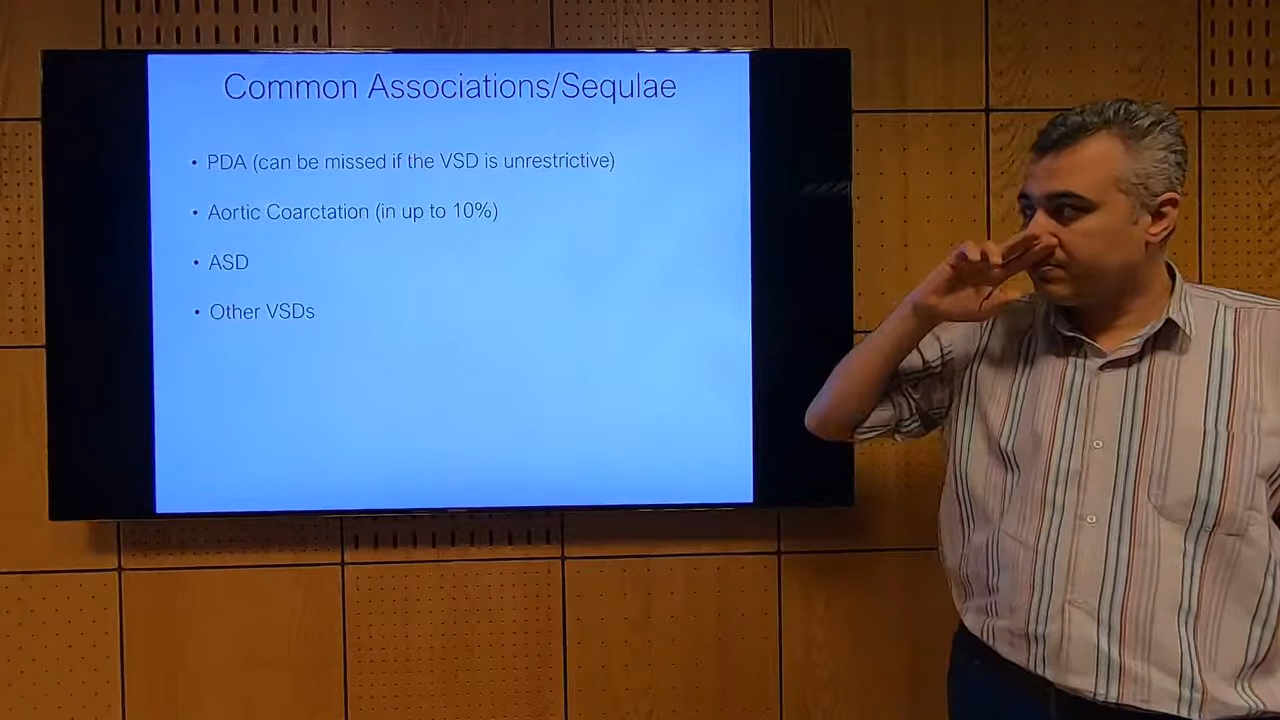 Common Associations/Sequlae
• PDA (can be missed if the VSD is unrestrictive)
• Aortic Coarctation (in up to 10%)
• ASD
• Other VSDs